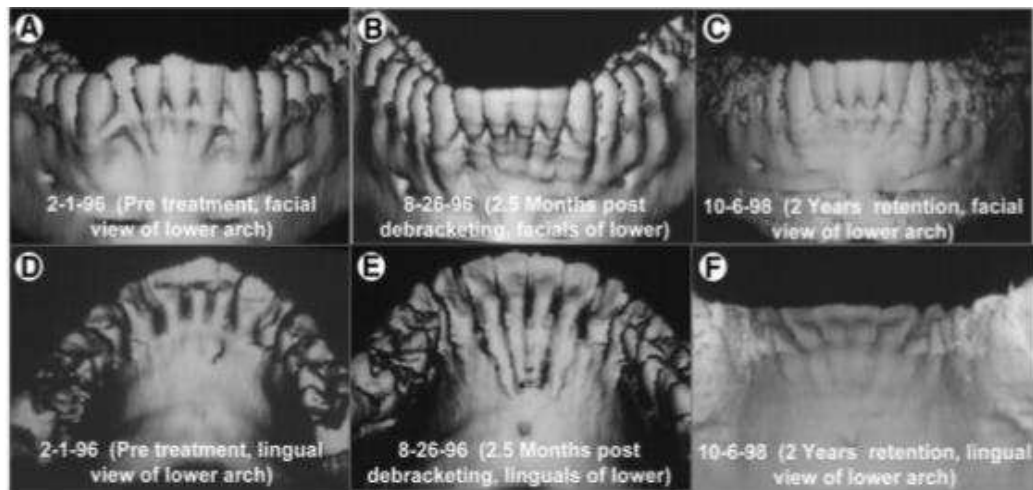 A
2-1-96 (Pre treatment, facial
view of lower arch)
B
8-26-96 (2.5 Months post
debracketing, facials of lower)
C
10-6-98 (2 Years retention, facial
view of lower arch)
D
2-1-96 (Pre treatment, lingual
view of lower arch)
E
8-26-96 (2.5 Months post
debracketing, linguals of lower)
F
10-6-98 (2 Years retention, lingual
view of lower arch)